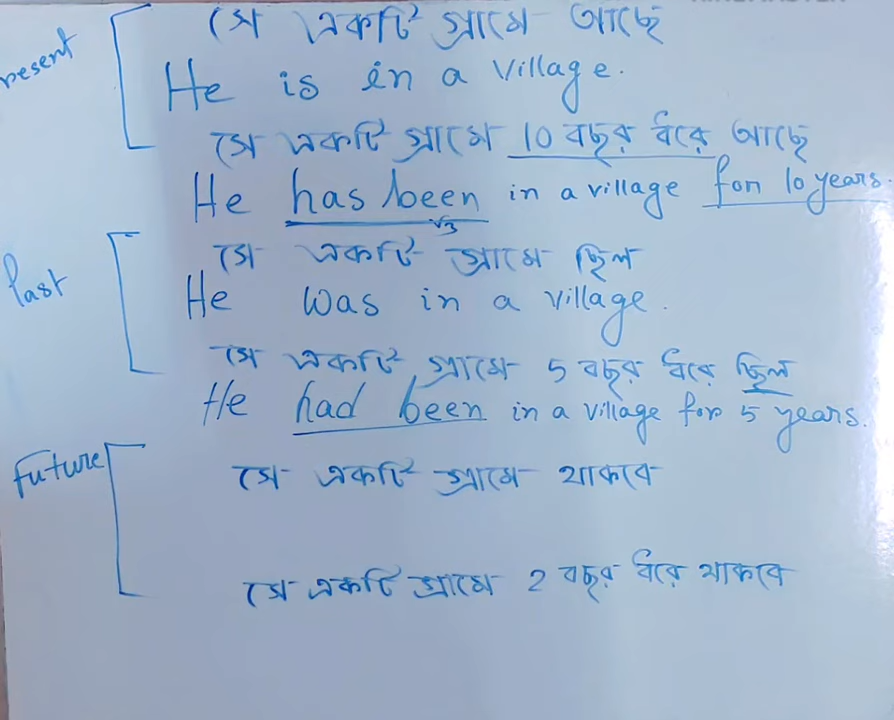 Present
সে একটি গ্রামে আছে
He is in a village.
সে একটি গ্রামে 10 বছর ধরে আছে
He has been in a village for 10 years.
V3
Past
সে একটি গ্রামে ছিল
He was in a village.
সে একটি গ্রামে 5 বছর ধরে ছিল
He had been in a village for 5 years.
Future
সে একটি গ্রামে থাকবে
সে একটি গ্রামে 2 বছর ধরে থাকবে